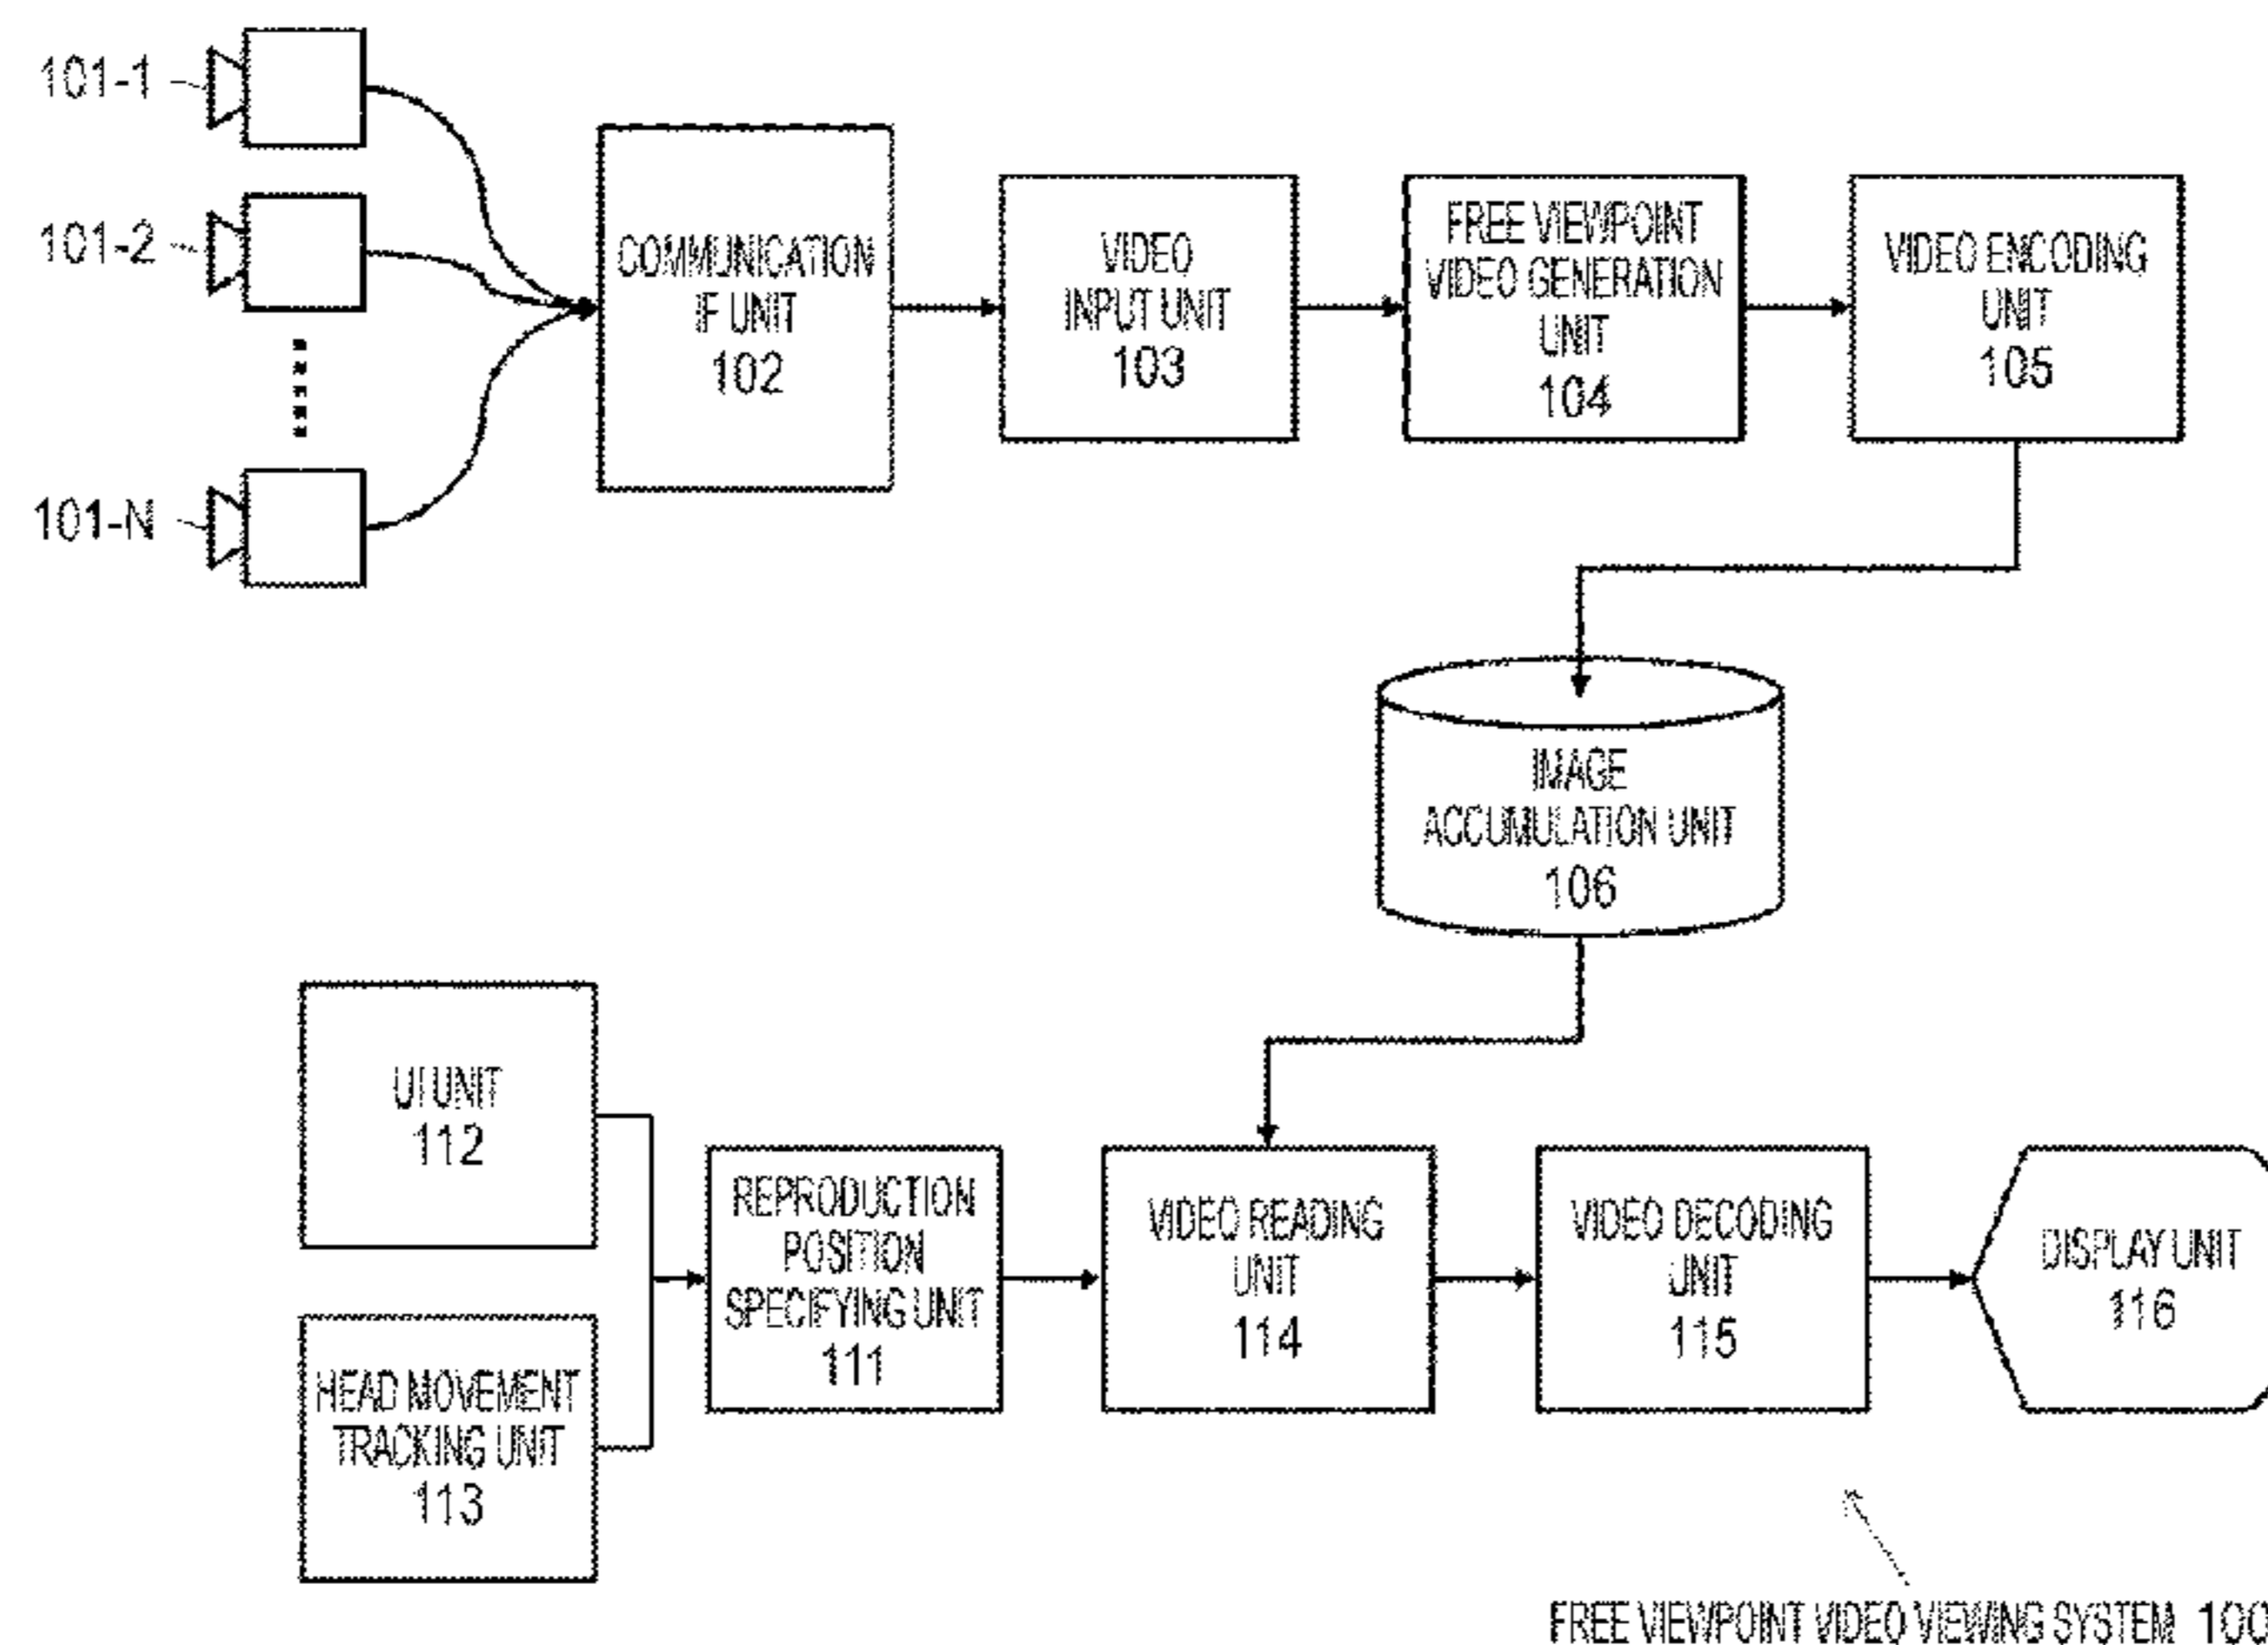 101-1
101-2
101-N
COMMUNICATION
IF UNIT
102
VIDEO
INPUT UNIT
103
FREE VIEWPOINT
VIDEO GENERATION
UNIT
104
VIDEO ENCODING
UNIT
105
IMAGE
ACCUMULATION UNIT
106
UI UNIT
112
HEAD MOVEMENT
TRACKING UNIT
113
REPRODUCTION
POSITION
SPECIFYING UNIT
111
VIDEO READING
UNIT
114
VIDEO DECODING
UNIT
115
DISPLAY UNIT
116
FREE VIEWPOINT VIDEO VIEWING SYSTEM 100